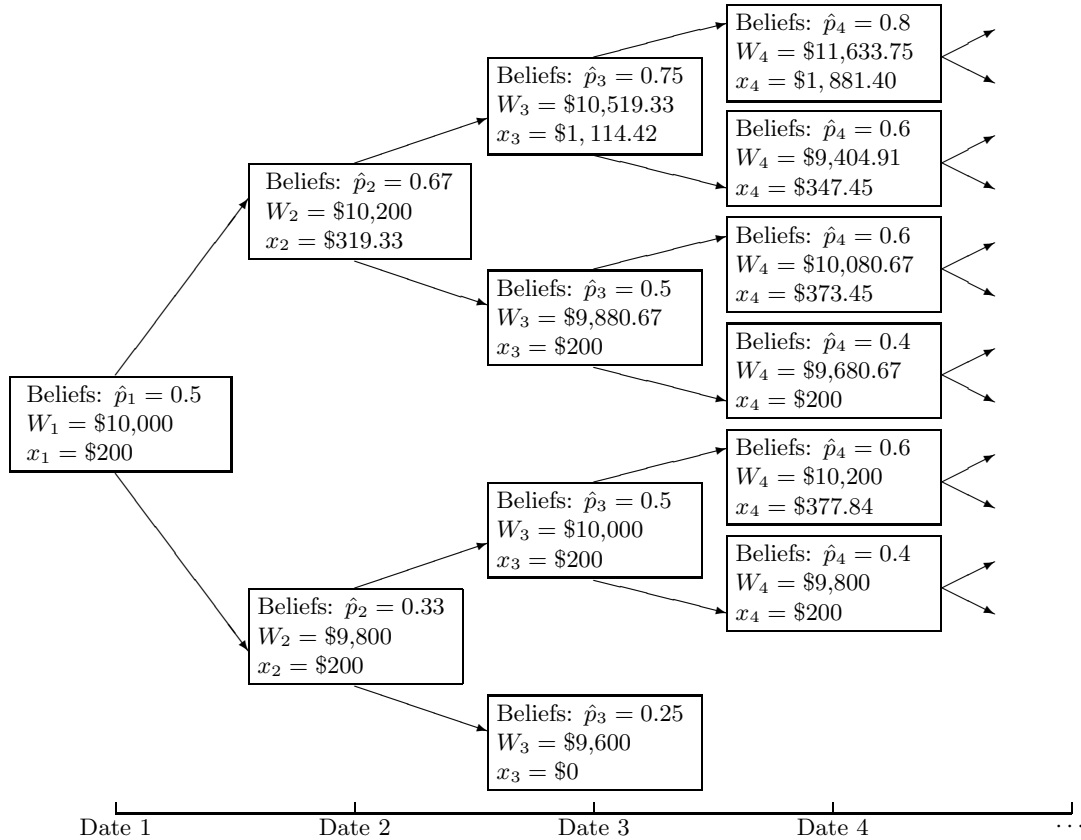 Beliefs: p̂₁ = 0.5
W₁ = $10,000
x₁ = $200
Beliefs: p̂₂ = 0.67
W₂ = $10,200
x₂ = $319.33
Beliefs: p̂₂ = 0.33
W₂ = $9,800
x₂ = $200
Beliefs: p̂₃ = 0.75
W₃ = $10,519.33
x₃ = $1, 114.42
Beliefs: p̂₃ = 0.5
W₃ = $9,880.67
x₃ = $200
Beliefs: p̂₃ = 0.5
W₃ = $10,000
x₃ = $200
Beliefs: p̂₃ = 0.25
W₃ = $9,600
x₃ = $0
Beliefs: p̂₄ = 0.8
W₄ = $11,633.75
x₄ = $1, 881.40
Beliefs: p̂₄ = 0.6
W₄ = $9,404.91
x₄ = $347.45
Beliefs: p̂₄ = 0.6
W₄ = $10,080.67
x₄ = $373.45
Beliefs: p̂₄ = 0.4
W₄ = $9,680.67
x₄ = $200
Beliefs: p̂₄ = 0.6
W₄ = $10,200
x₄ = $377.84
Beliefs: p̂₄ = 0.4
W₄ = $9,800
x₄ = $200
Date 1
Date 2
Date 3
Date 4
⋯